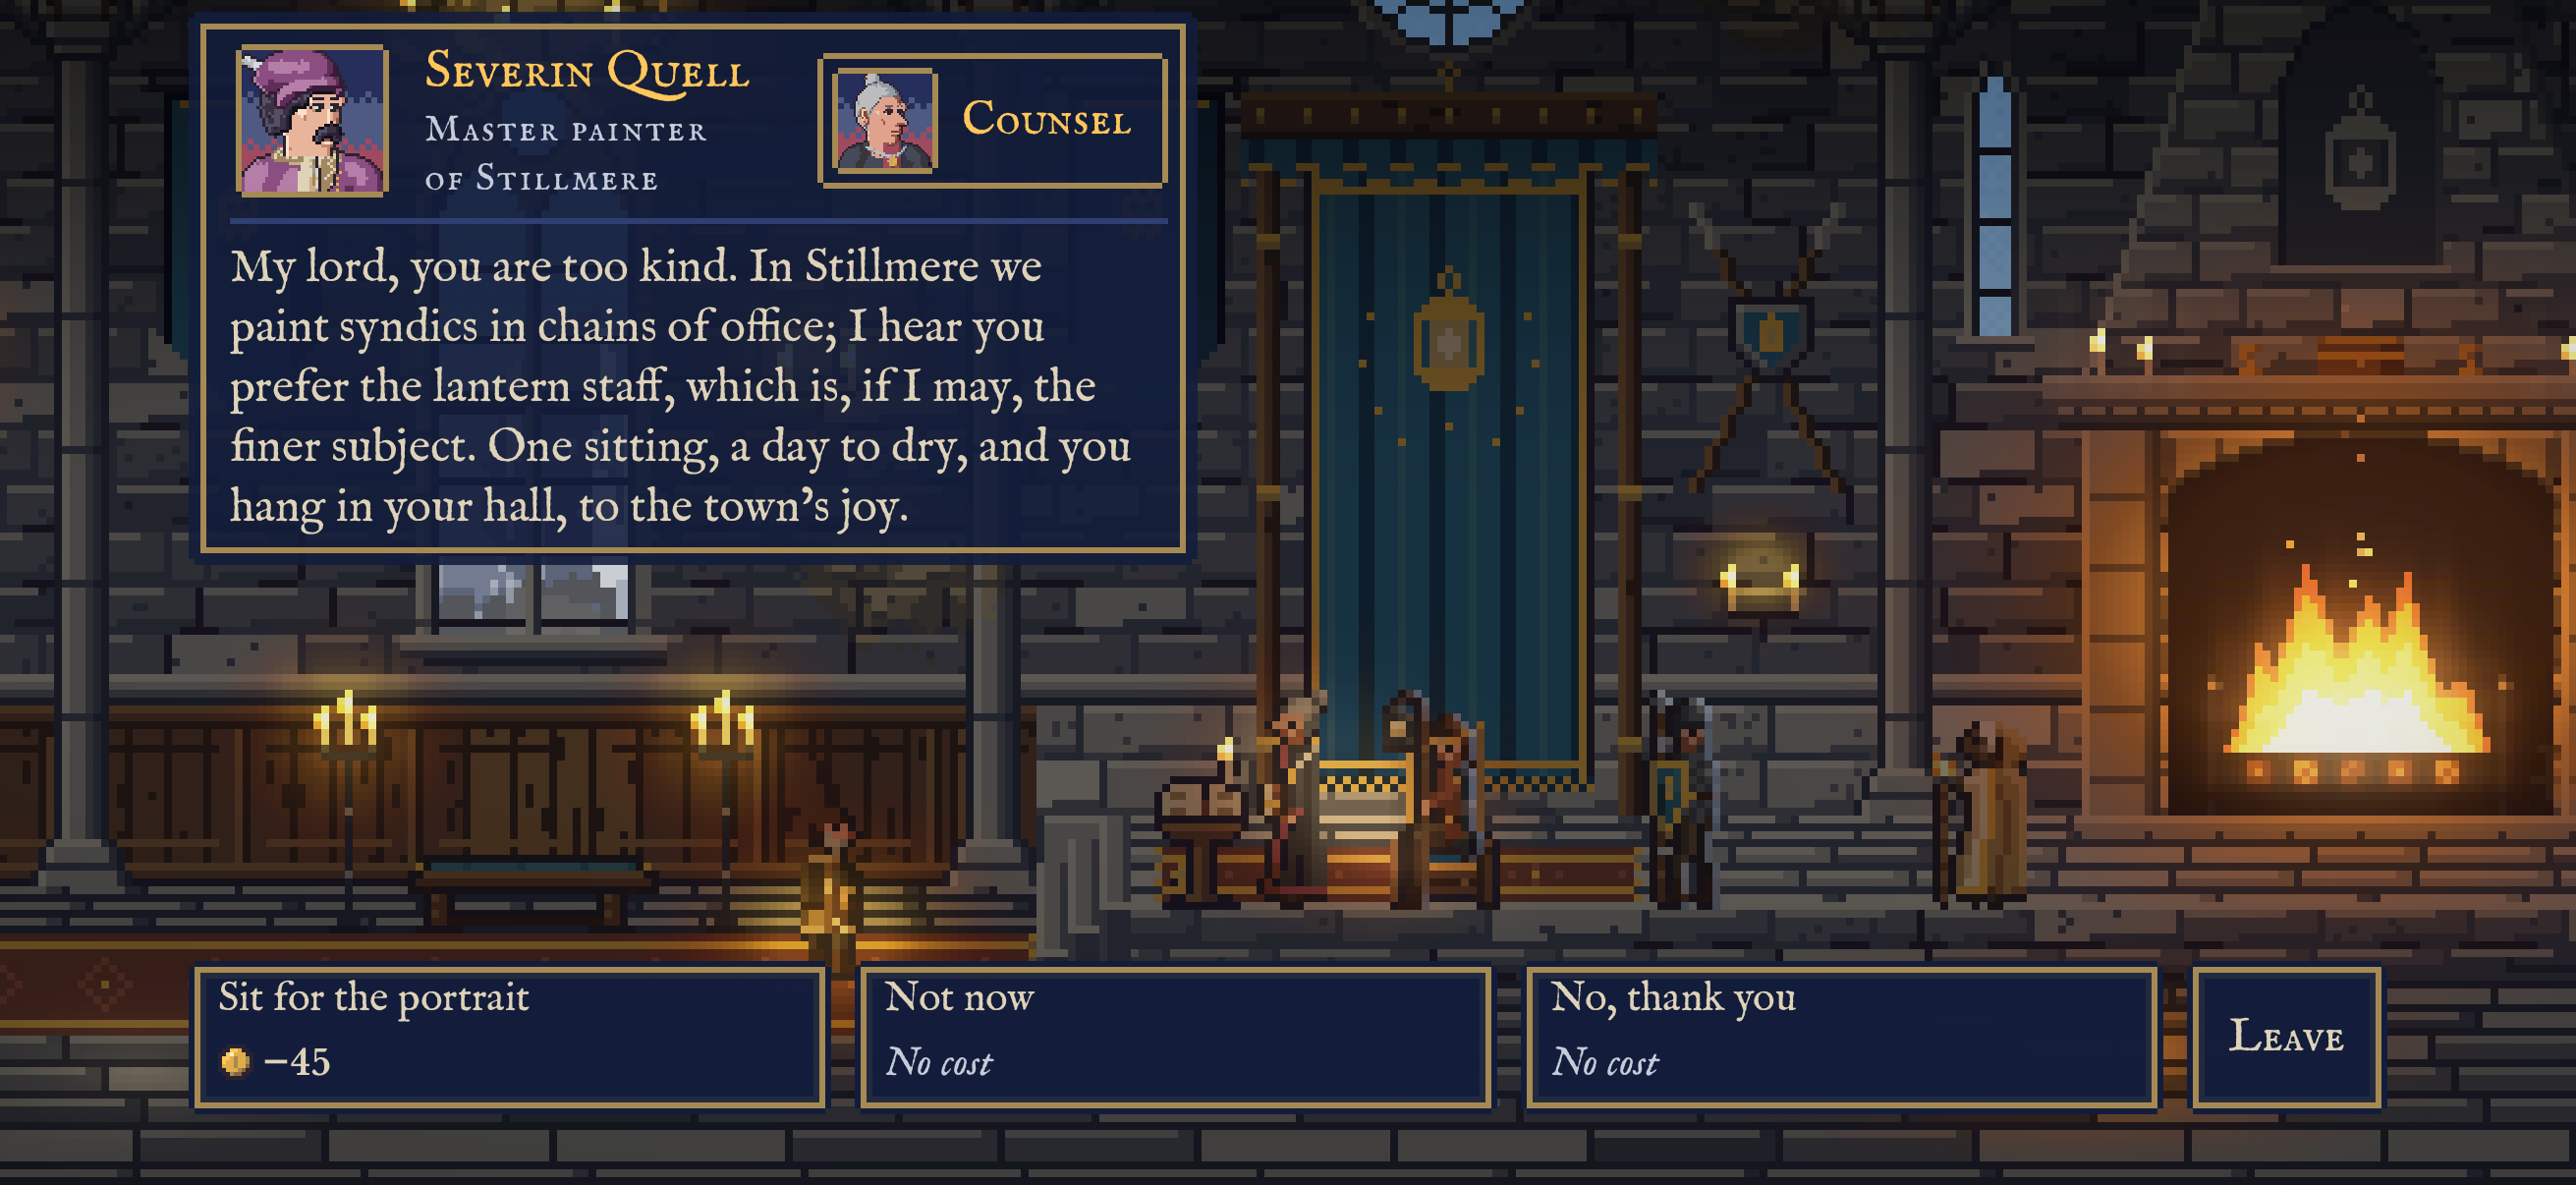 Severin Quell
Master painter
of Stillmere
Counsel
My lord, you are too kind. In Stillmere we
paint syndics in chains of office; I hear you
prefer the lantern staff, which is, if I may, the
finer subject. One sitting, a day to dry, and you
hang in your hall, to the town’s joy.
Sit for the portrait
−45
Not now
No cost
No, thank you
No cost
Leave